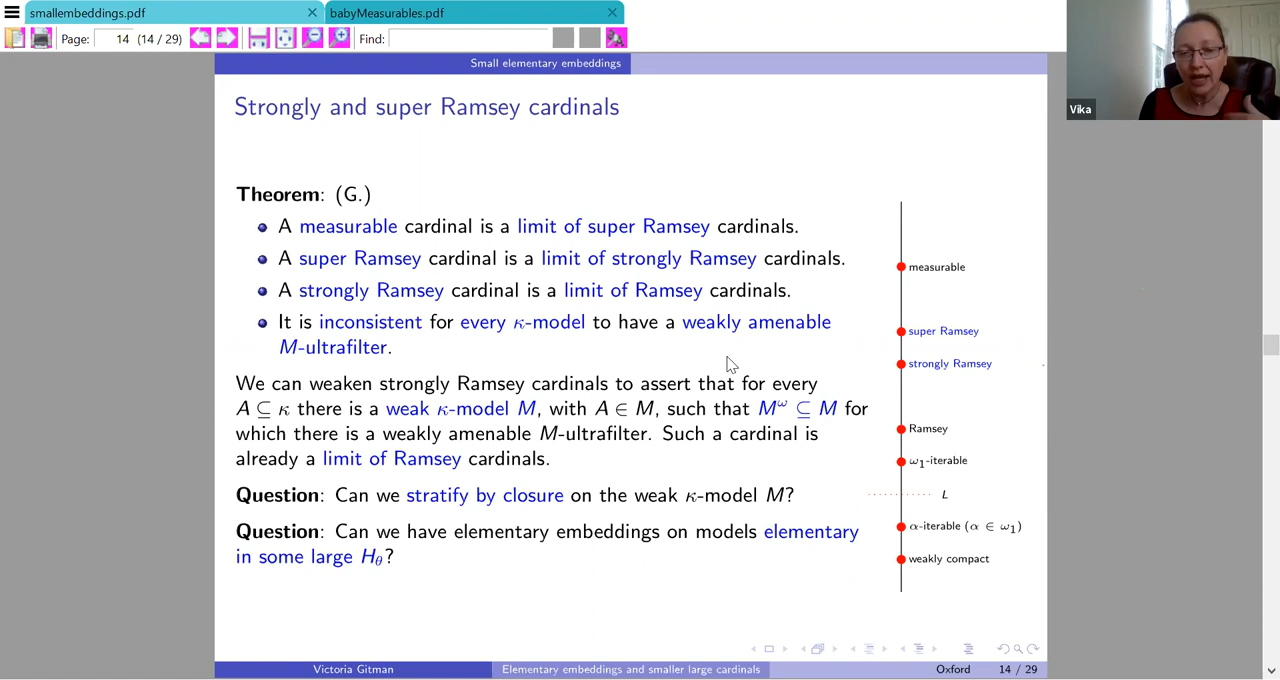 smallembeddings.pdf
babyMeasurables.pdf
Page: 14 (14 / 29) Find:
Vika
Small elementary embeddings
Strongly and super Ramsey cardinals
Theorem: (G.)
A measurable cardinal is a limit of super Ramsey cardinals.
A super Ramsey cardinal is a limit of strongly Ramsey cardinals.
A strongly Ramsey cardinal is a limit of Ramsey cardinals.
It is inconsistent for every κ-model to have a weakly amenable
M-ultrafilter.
We can weaken strongly Ramsey cardinals to assert that for every
A ⊆ κ there is a weak κ-model M, with A ∈ M, such that M^ω ⊆ M for
which there is a weakly amenable M-ultrafilter. Such a cardinal is
already a limit of Ramsey cardinals.
Question: Can we stratify by closure on the weak κ-model M?
Question: Can we have elementary embeddings on models elementary
in some large H_θ?
measurable
super Ramsey
strongly Ramsey
Ramsey
ω₁-iterable
L
α-iterable (α ∈ ω₁)
weakly compact
Victoria Gitman
Elementary embeddings and smaller large cardinals
Oxford
14 / 29